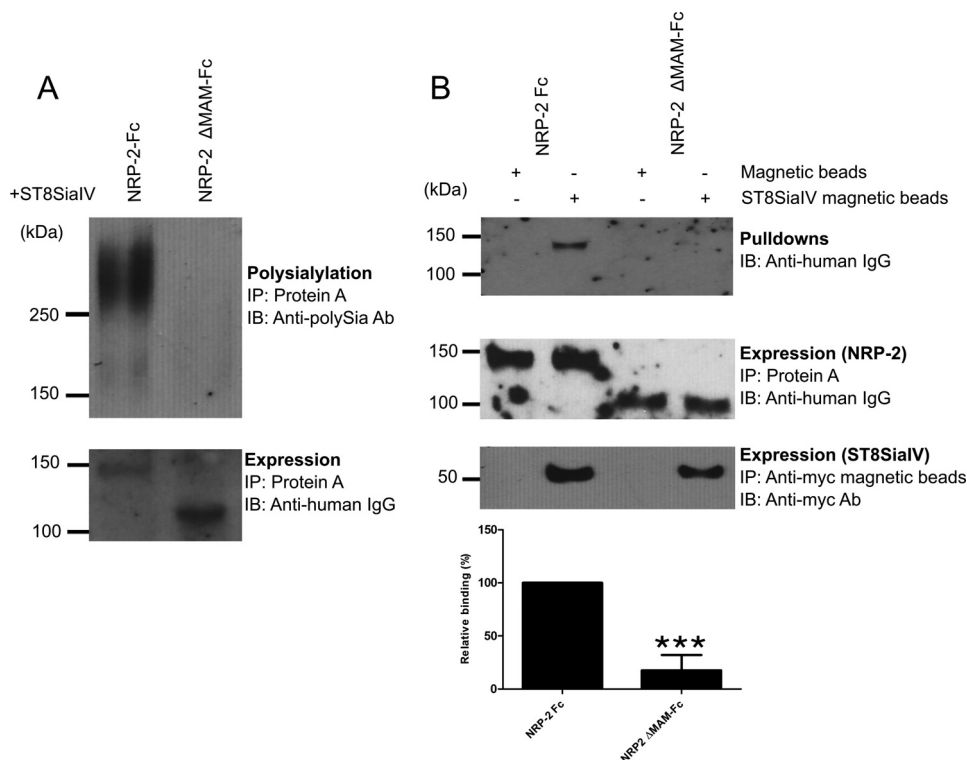 A
NRP-2-Fc
NRP-2 ΔMAM-Fc
+ST8SiaIV
(kDa)
250
150
Polysialylation
IP: Protein A
IB: Anti-polySia Ab
150
100
Expression
IP: Protein A
IB: Anti-human IgG
B
NRP-2 Fc
NRP-2 ΔMAM-Fc
+ - + - Magnetic beads
- + - + ST8SiaIV magnetic beads
(kDa)
150
100
Pulldowns
IB: Anti-human IgG
150
100
Expression (NRP-2)
IP: Protein A
IB: Anti-human IgG
50
Expression (ST8SiaIV)
IP: Anti-myc magnetic beads
IB: Anti-myc Ab
Relative binding (%)
150
100
50
0
***
NRP-2 Fc
NRP2 ΔMAM-Fc